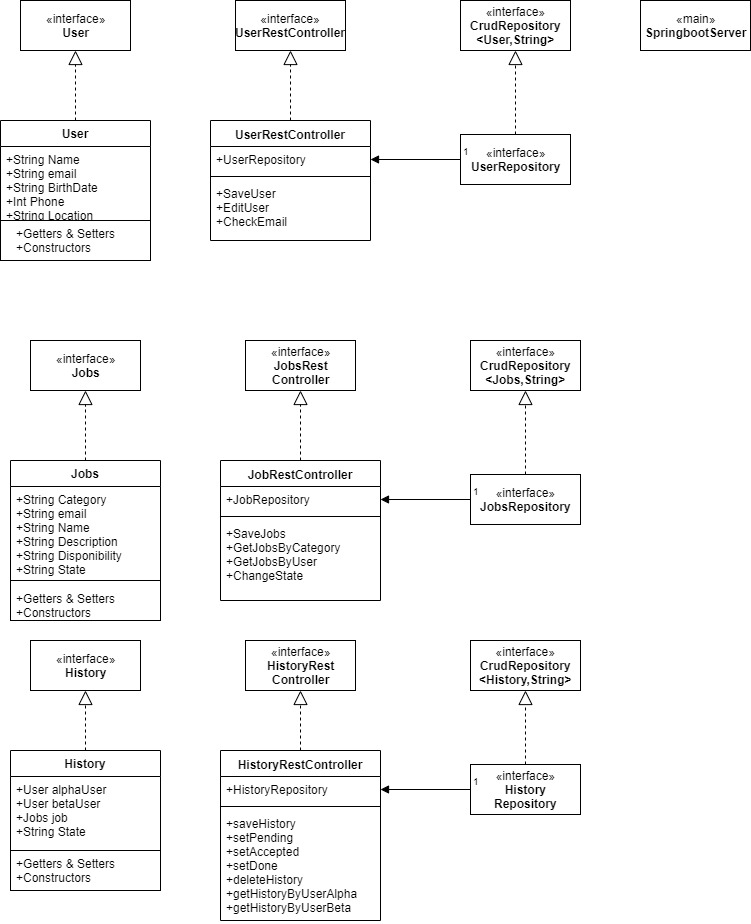 «interface»
User
«interface»
UserRestController
«interface»
CrudRepository
<User,String>
«main»
SpringbootServer
User
+String Name
+String email
+String BirthDate
+Int Phone
+String Location
+Getters & Setters
+Constructors
UserRestController
+UserRepository
+SaveUser
+EditUser
+CheckEmail
1
«interface»
UserRepository
«interface»
Jobs
«interface»
JobsRest
Controller
«interface»
CrudRepository
<Jobs,String>
Jobs
+String Category
+String email
+String Name
+String Description
+String Disponibility
+String State
+Getters & Setters
+Constructors
JobRestController
+JobRepository
+SaveJobs
+GetJobsByCategory
+GetJobsByUser
+ChangeState
1
«interface»
JobsRepository
«interface»
History
«interface»
HistoryRest
Controller
«interface»
CrudRepository
<History,String>
History
+User alphaUser
+User betaUser
+Jobs job
+String State
+Getters & Setters
+Constructors
HistoryRestController
+HistoryRepository
+saveHistory
+setPending
+setAccepted
+setDone
+deleteHistory
+getHistoryByUserAlpha
+getHistoryByUserBeta
1
«interface»
History
Repository